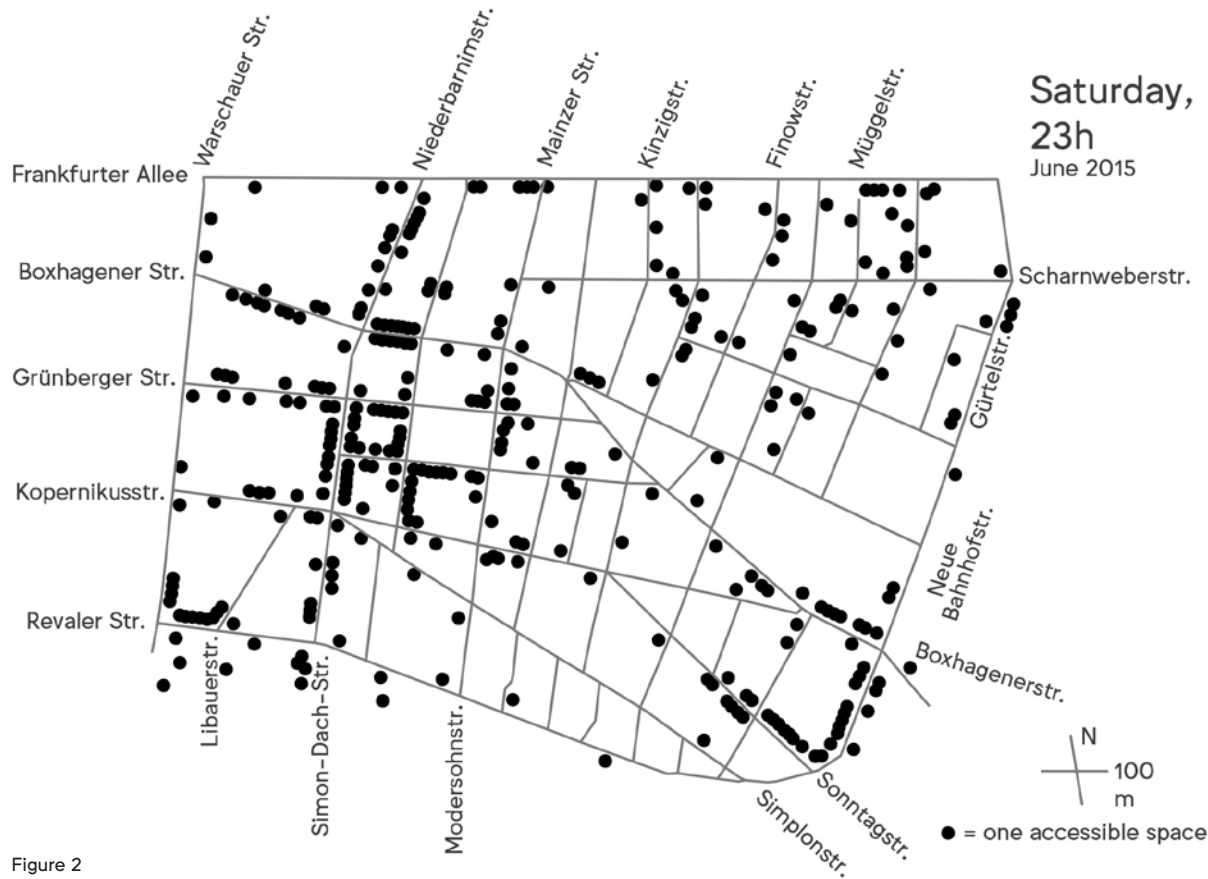 Warschauer Str.
Niederbarnimstr.
Mainzer Str.
Kinzigstr.
Finowstr.
Müggelstr.
Saturday,
23h
June 2015
Frankfurter Allee
Boxhagener Str.
Scharnweberstr.
Grünberger Str.
Gürtelstr.
Kopernikusstr.
Neue
Bahnhofstr.
Revaler Str.
Boxhagenerstr.
Libauerstr.
Simon-Dach-Str.
Modersohnstr.
Simplonstr.
Sonntagstr.
N
100
m
= one accessible space
Figure 2